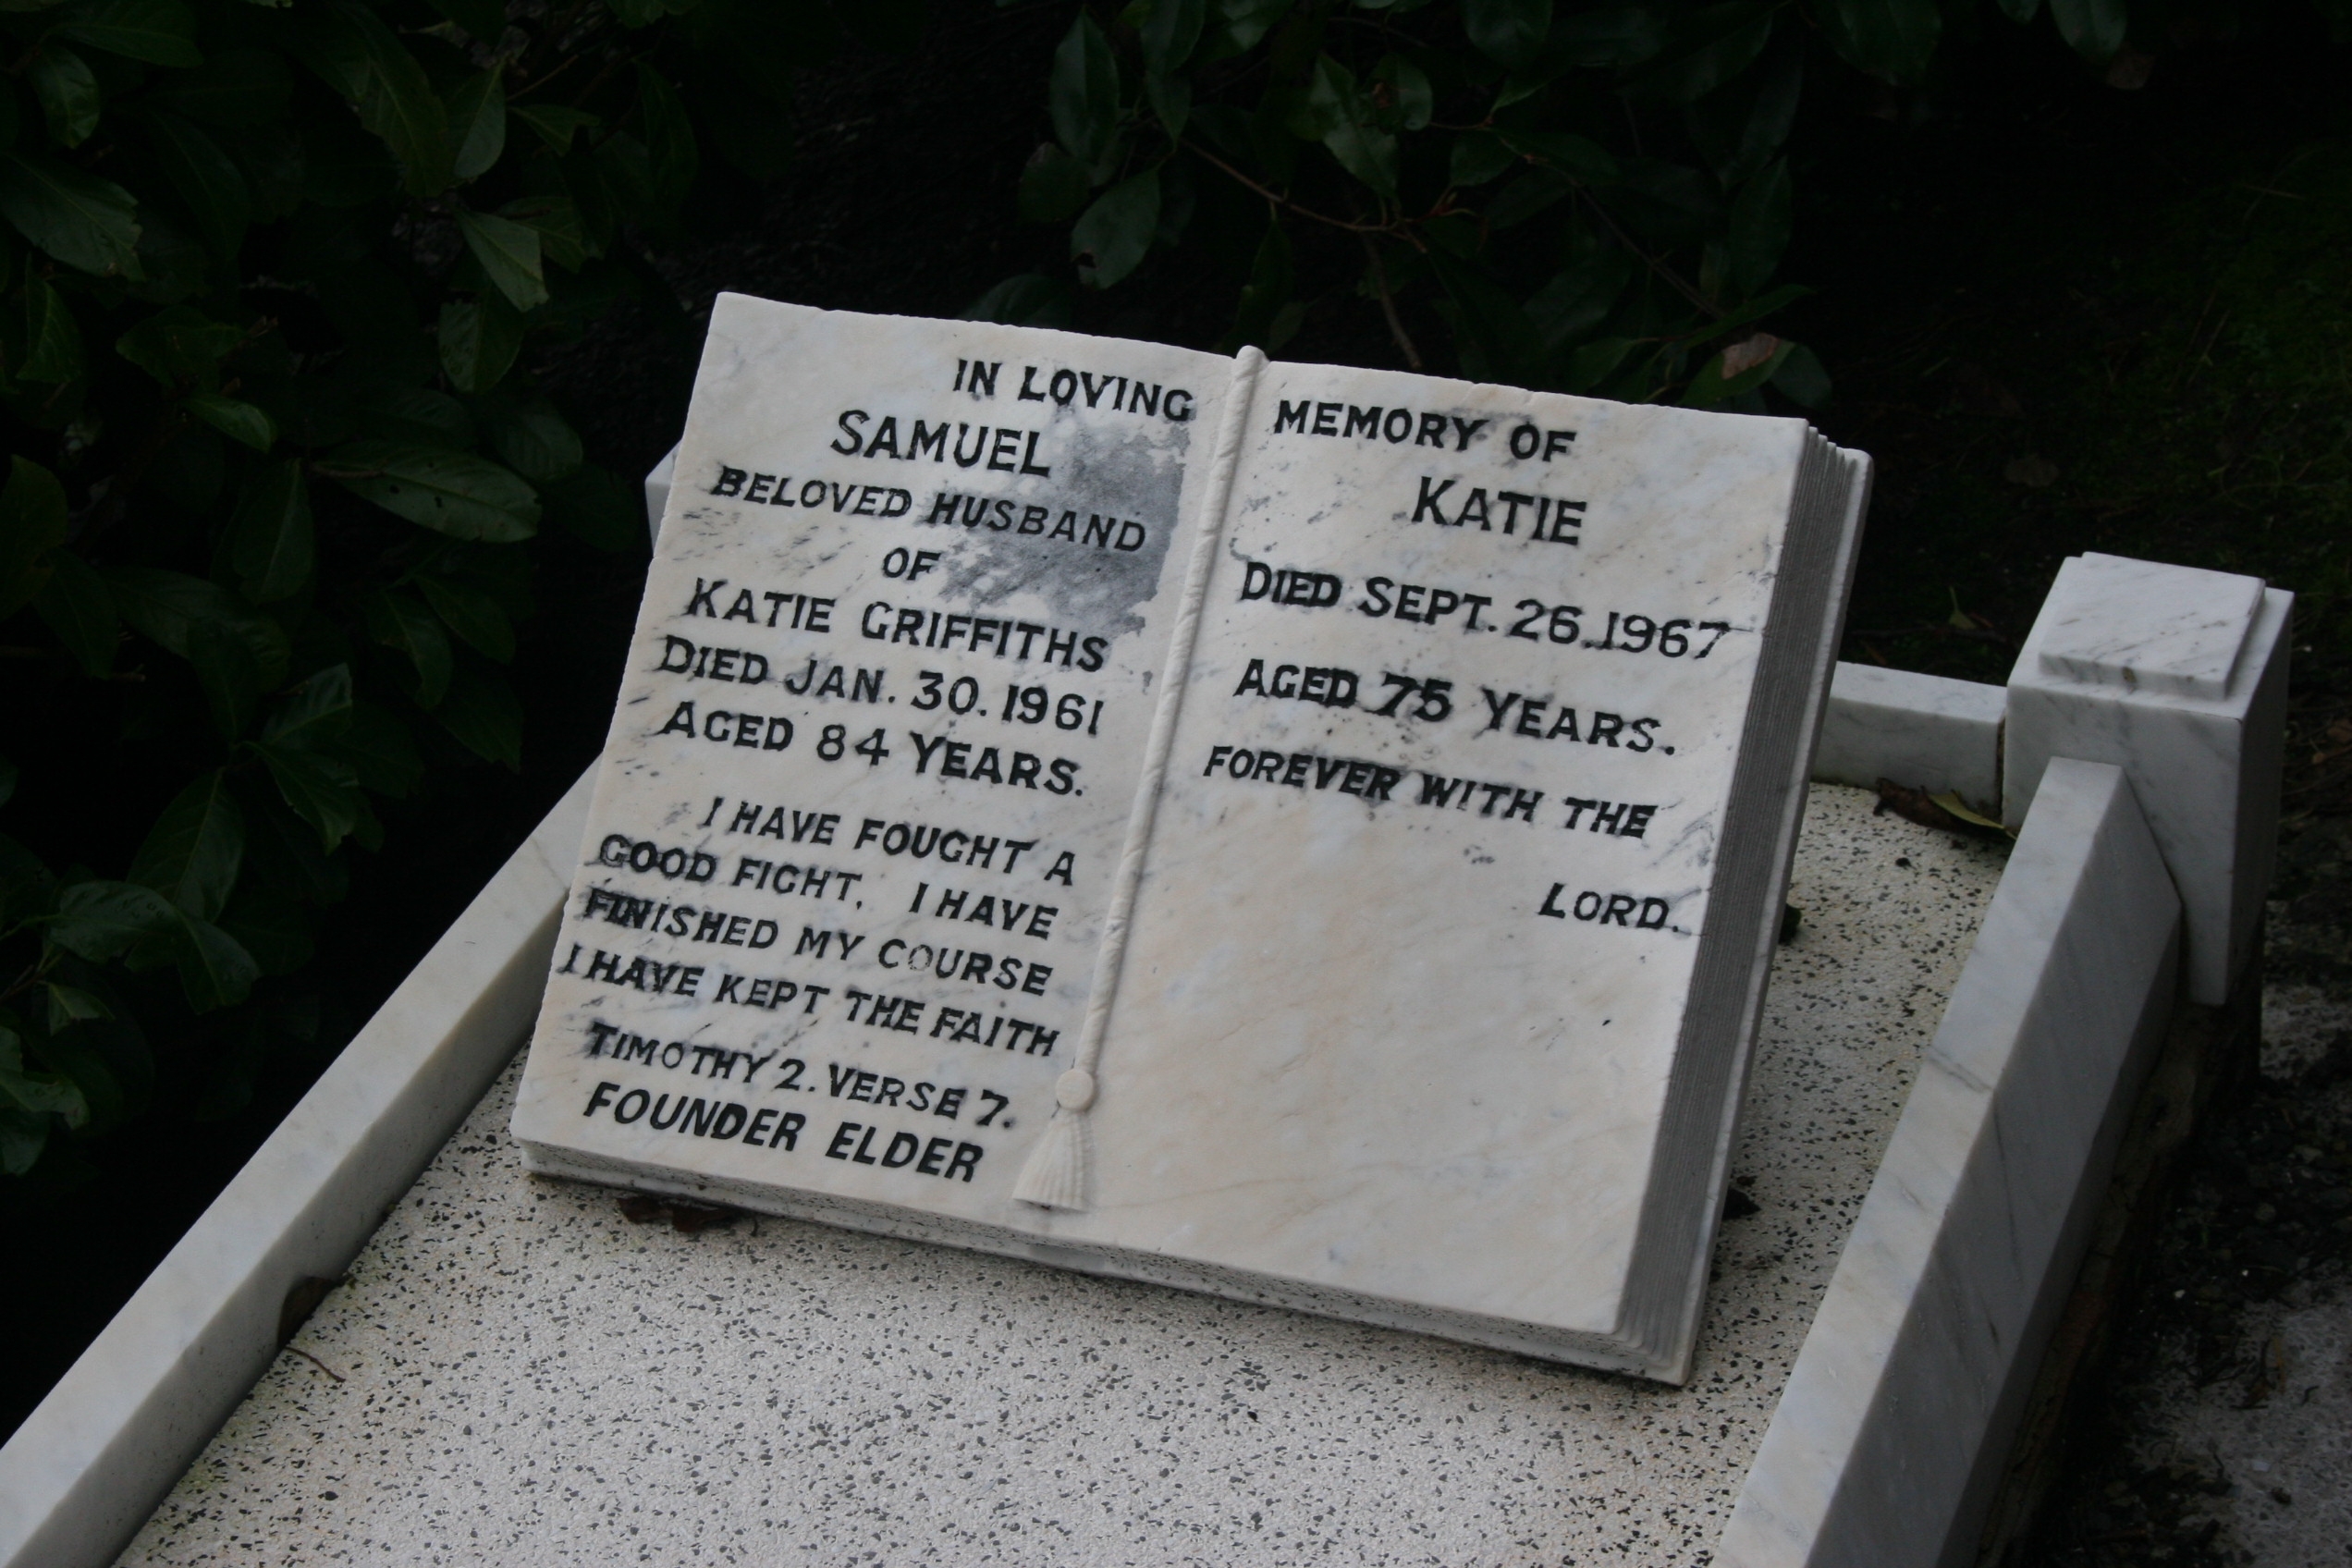 IN LOVING MEMORY OF
SAMUEL
BELOVED HUSBAND
OF
KATIE GRIFFITHS
DIED JAN. 30. 1961
AGED 84 YEARS.
I HAVE FOUGHT A
GOOD FIGHT. I HAVE
FINISHED MY COURSE
I HAVE KEPT THE FAITH
TIMOTHY 2. VERSE 7.
FOUNDER ELDER
KATIE
DIED SEPT. 26. 1967
AGED 75 YEARS.
FOREVER WITH THE
LORD.